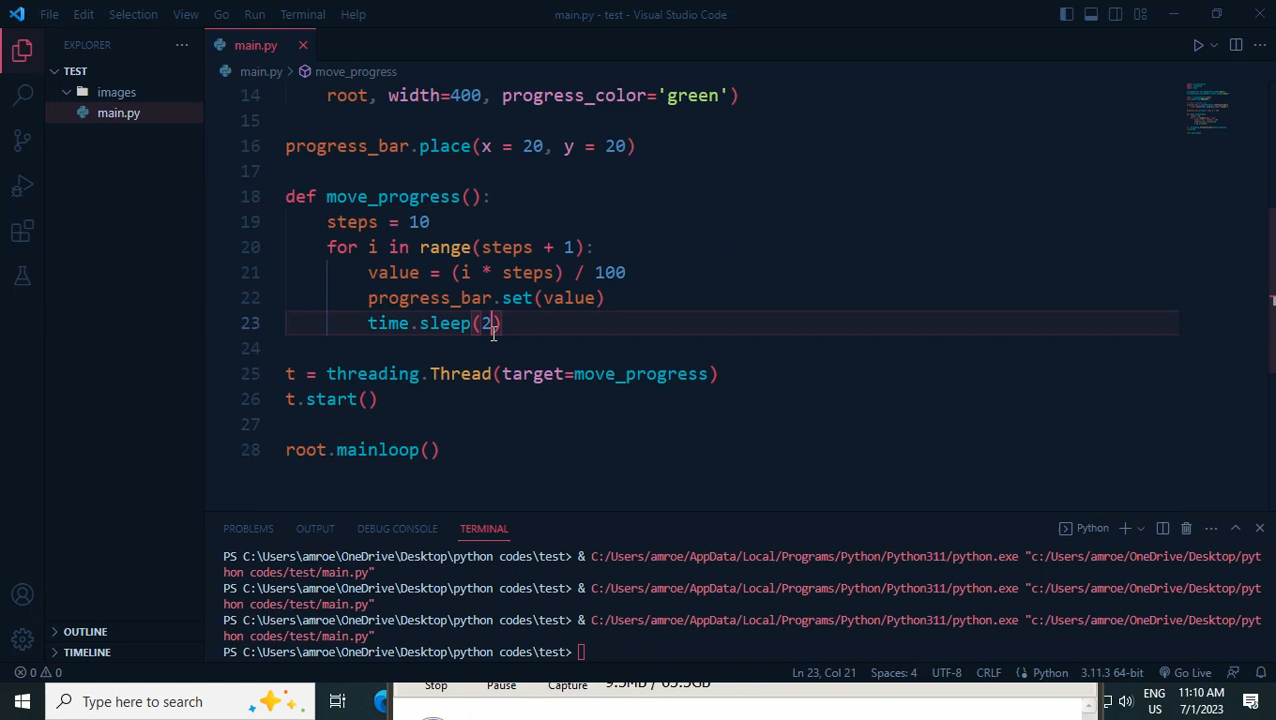 File Edit Selection View Go Run Terminal Help
main.py - test - Visual Studio Code
EXPLORER
TEST
images
main.py
main.py
main.py > move_progress
14 root, width=400, progress_color='green')
15
16 progress_bar.place(x = 20, y = 20)
17
18 def move_progress():
19 steps = 10
20 for i in range(steps + 1):
21 value = (i * steps) / 100
22 progress_bar.set(value)
23 time.sleep(2)
24
25 t = threading.Thread(target=move_progress)
26 t.start()
27
28 root.mainloop()
PROBLEMS OUTPUT DEBUG CONSOLE TERMINAL
Python
PS C:\Users\amroe\OneDrive\Desktop\python codes\test> & C:/Users/amroe/AppData/Local/Programs/Python/Python311/python.exe "c:/Users/amroe/OneDrive/Desktop/pyt
hon codes/test/main.py"
PS C:\Users\amroe\OneDrive\Desktop\python codes\test> & C:/Users/amroe/AppData/Local/Programs/Python/Python311/python.exe "c:/Users/amroe/OneDrive/Desktop/pyt
hon codes/test/main.py"
PS C:\Users\amroe\OneDrive\Desktop\python codes\test> & C:/Users/amroe/AppData/Local/Programs/Python/Python311/python.exe "c:/Users/amroe/OneDrive/Desktop/pyt
hon codes/test/main.py"
PS C:\Users\amroe\OneDrive\Desktop\python codes\test>
OUTLINE
TIMELINE
0 0
Ln 23, Col 21 Spaces: 4 UTF-8 CRLF Python 3.11.3 64-bit Go Live
Type here to search
Stop Pause Capture
ENG
US
11:10 AM
7/1/2023